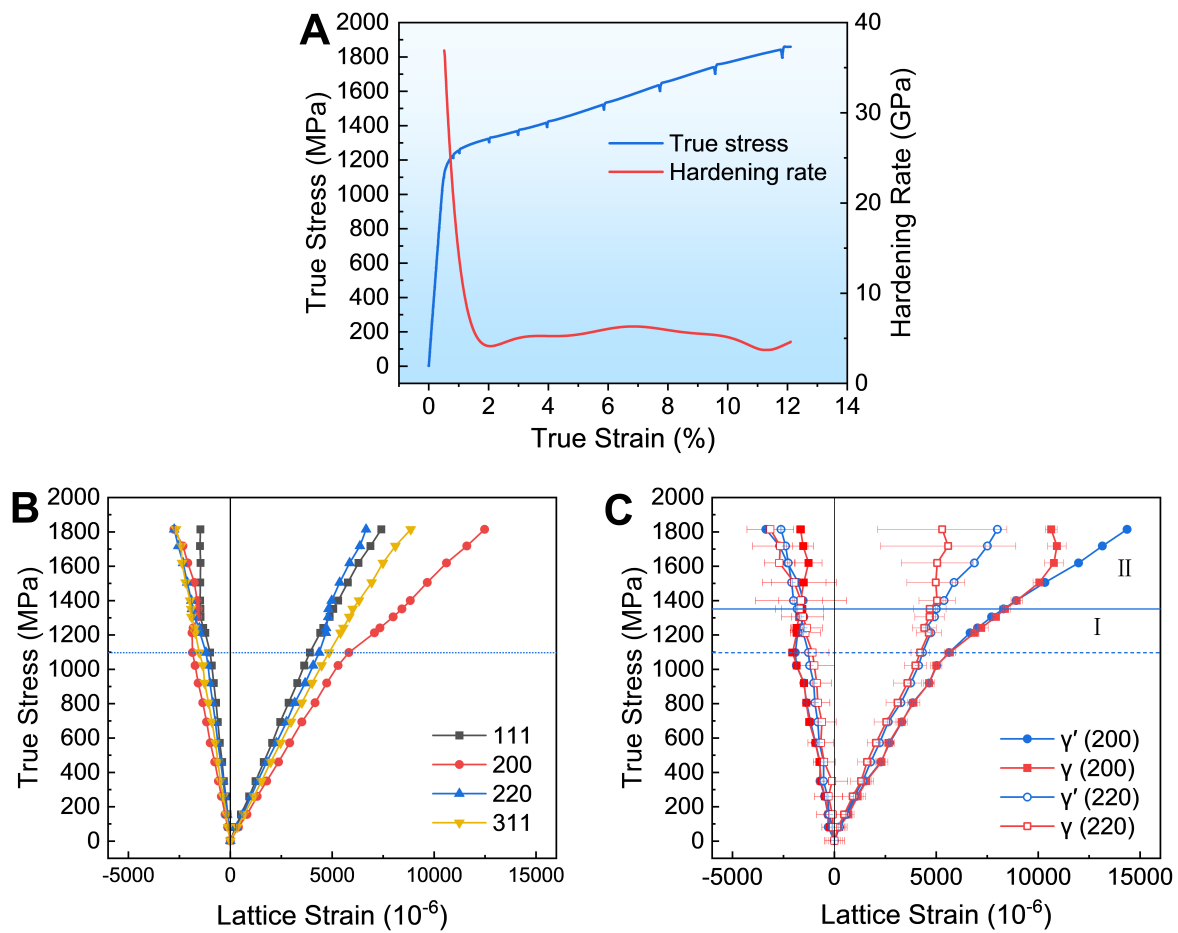 A
2000
1800
1600
1400
1200
1000
800
600
400
200
0
True Stress (MPa)
40
30
20
10
0
Hardening Rate (GPa)
True stress
Hardening rate
0 2 4 6 8 10 12 14
True Strain (%)
B
2000
1800
1600
1400
1200
1000
800
600
400
200
0
True Stress (MPa)
111
200
220
311
-5000 0 5000 10000 15000
Lattice Strain (10-6)
C
2000
1800
1600
1400
1200
1000
800
600
400
200
0
True Stress (MPa)
II
I
γ′ (200)
γ (200)
γ′ (220)
γ (220)
-5000 0 5000 10000 15000
Lattice Strain (10-6)